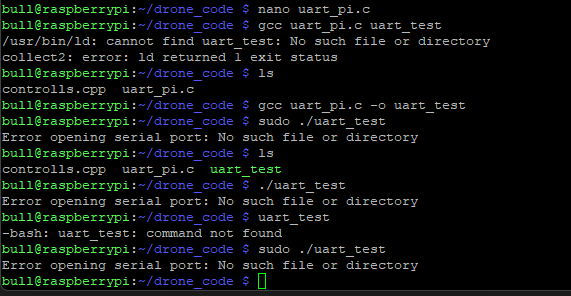 bull@raspberrypi:~/drone_code $ nano uart_pi.c
bull@raspberrypi:~/drone_code $ gcc uart_pi.c uart_test
/usr/bin/ld: cannot find uart_test: No such file or directory
collect2: error: ld returned 1 exit status
bull@raspberrypi:~/drone_code $ ls
controlls.cpp  uart_pi.c
bull@raspberrypi:~/drone_code $ gcc uart_pi.c -o uart_test
bull@raspberrypi:~/drone_code $ sudo ./uart_test
Error opening serial port: No such file or directory
bull@raspberrypi:~/drone_code $ ls
controlls.cpp  uart_pi.c  uart_test
bull@raspberrypi:~/drone_code $ ./uart_test
Error opening serial port: No such file or directory
bull@raspberrypi:~/drone_code $ uart_test
-bash: uart_test: command not found
bull@raspberrypi:~/drone_code $ sudo ./uart_test
Error opening serial port: No such file or directory
bull@raspberrypi:~/drone_code $